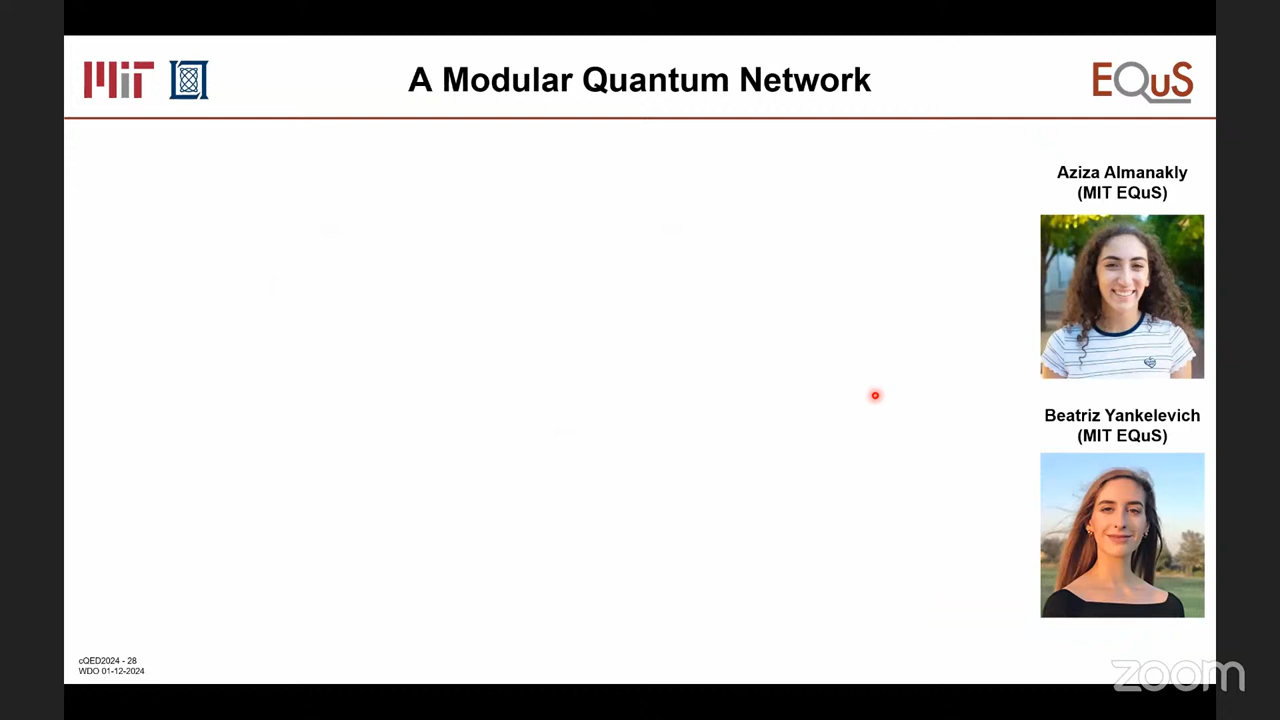 MIT
A Modular Quantum Network
EQuS
Aziza Almanakly
(MIT EQuS)
Beatriz Yankelevich
(MIT EQuS)
cQED2024 - 28
WDO 01-12-2024
zoom